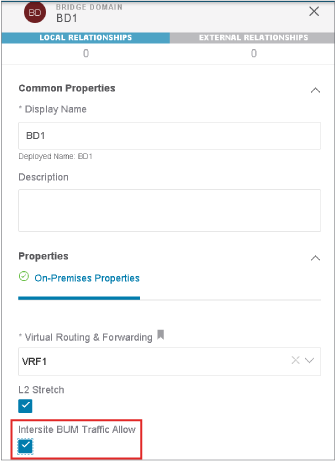 BD
BRIDGE DOMAIN
BD1
LOCAL RELATIONSHIPS
EXTERNAL RELATIONSHIPS
0
0
Common Properties
* Display Name
BD1
Deployed Name: BD1
Description
Properties
On-Premises Properties
* Virtual Routing & Forwarding
VRF1
L2 Stretch
Intersite BUM Traffic Allow